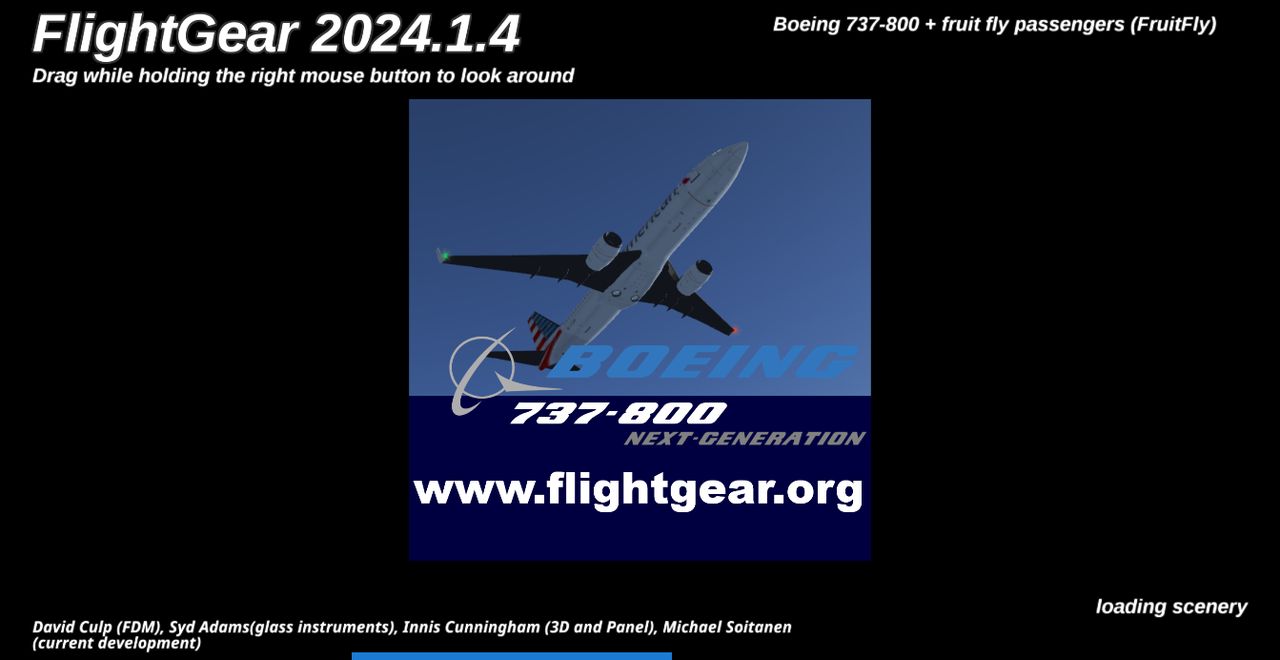 FlightGear 2024.1.4
Boeing 737-800 + fruit fly passengers (FruitFly)
Drag while holding the right mouse button to look around
BOEING
737-800
NEXT-GENERATION
www.flightgear.org
loading scenery
David Culp (FDM), Syd Adams(glass instruments), Innis Cunningham (3D and Panel), Michael Soitanen
(current development)